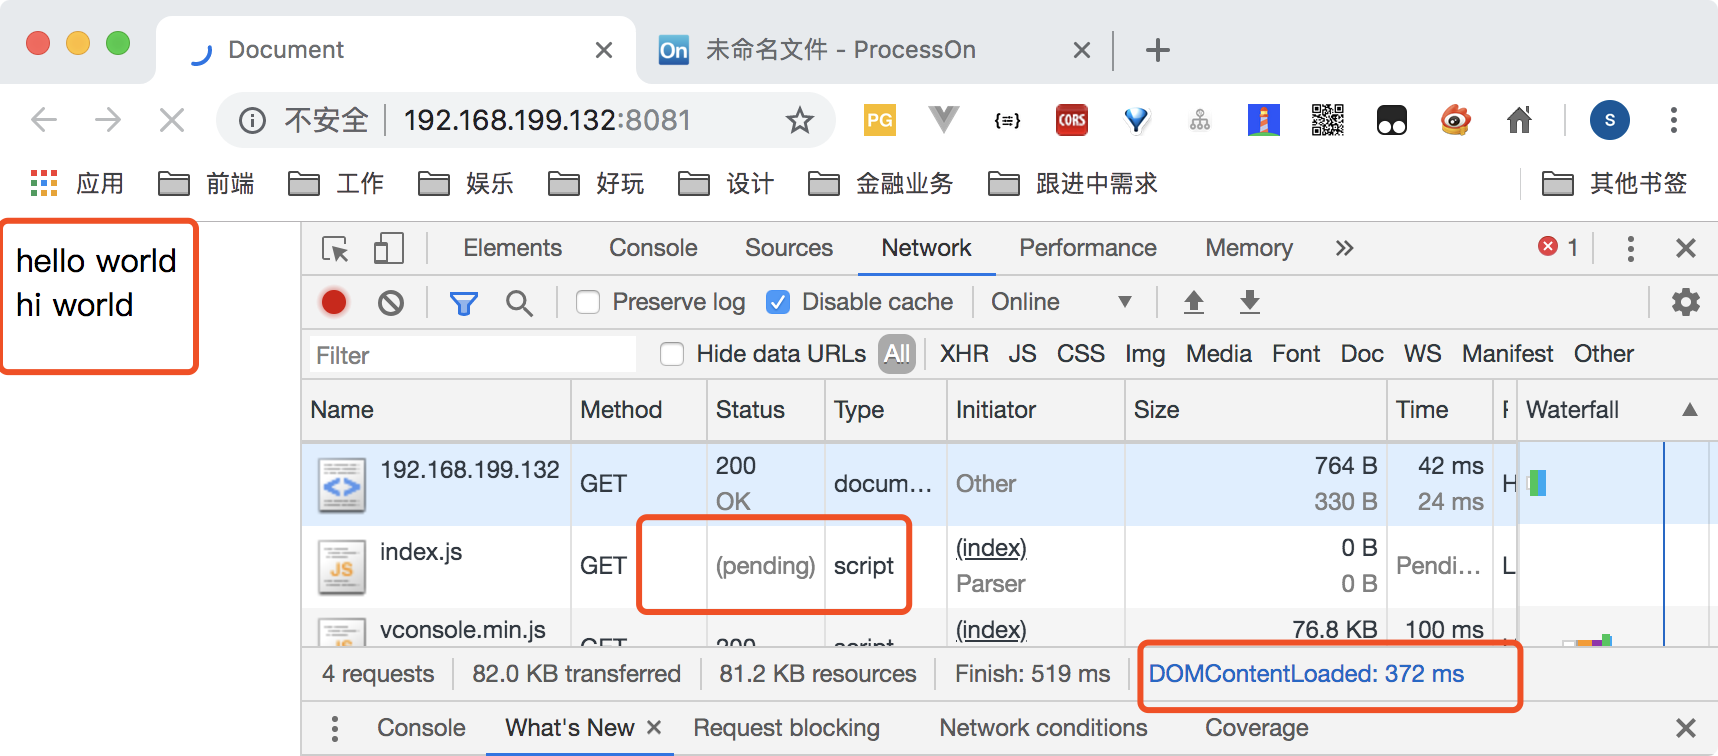 Document
未命名文件 - ProcessOn
不安全 192.168.199.132:8081
PG
CORS
S
应用 前端 工作 娱乐 好玩 设计 金融业务 跟进中需求 其他书签
hello world
hi world
Elements Console Sources Network Performance Memory » 1
Preserve log Disable cache Online
Filter Hide data URLs All XHR JS CSS Img Media Font Doc WS Manifest Other
Name Method Status Type Initiator Size Time Waterfall
192.168.199.132 GET 200 OK docum... Other 764 B 330 B 42 ms 24 ms
index.js GET (pending) script (index) Parser 0 B 0 B Pendi...
vconsole.min.js GET 200 script (index) 76.8 KB 100 ms
4 requests 82.0 KB transferred 81.2 KB resources Finish: 519 ms DOMContentLoaded: 372 ms
Console What's New Request blocking Network conditions Coverage